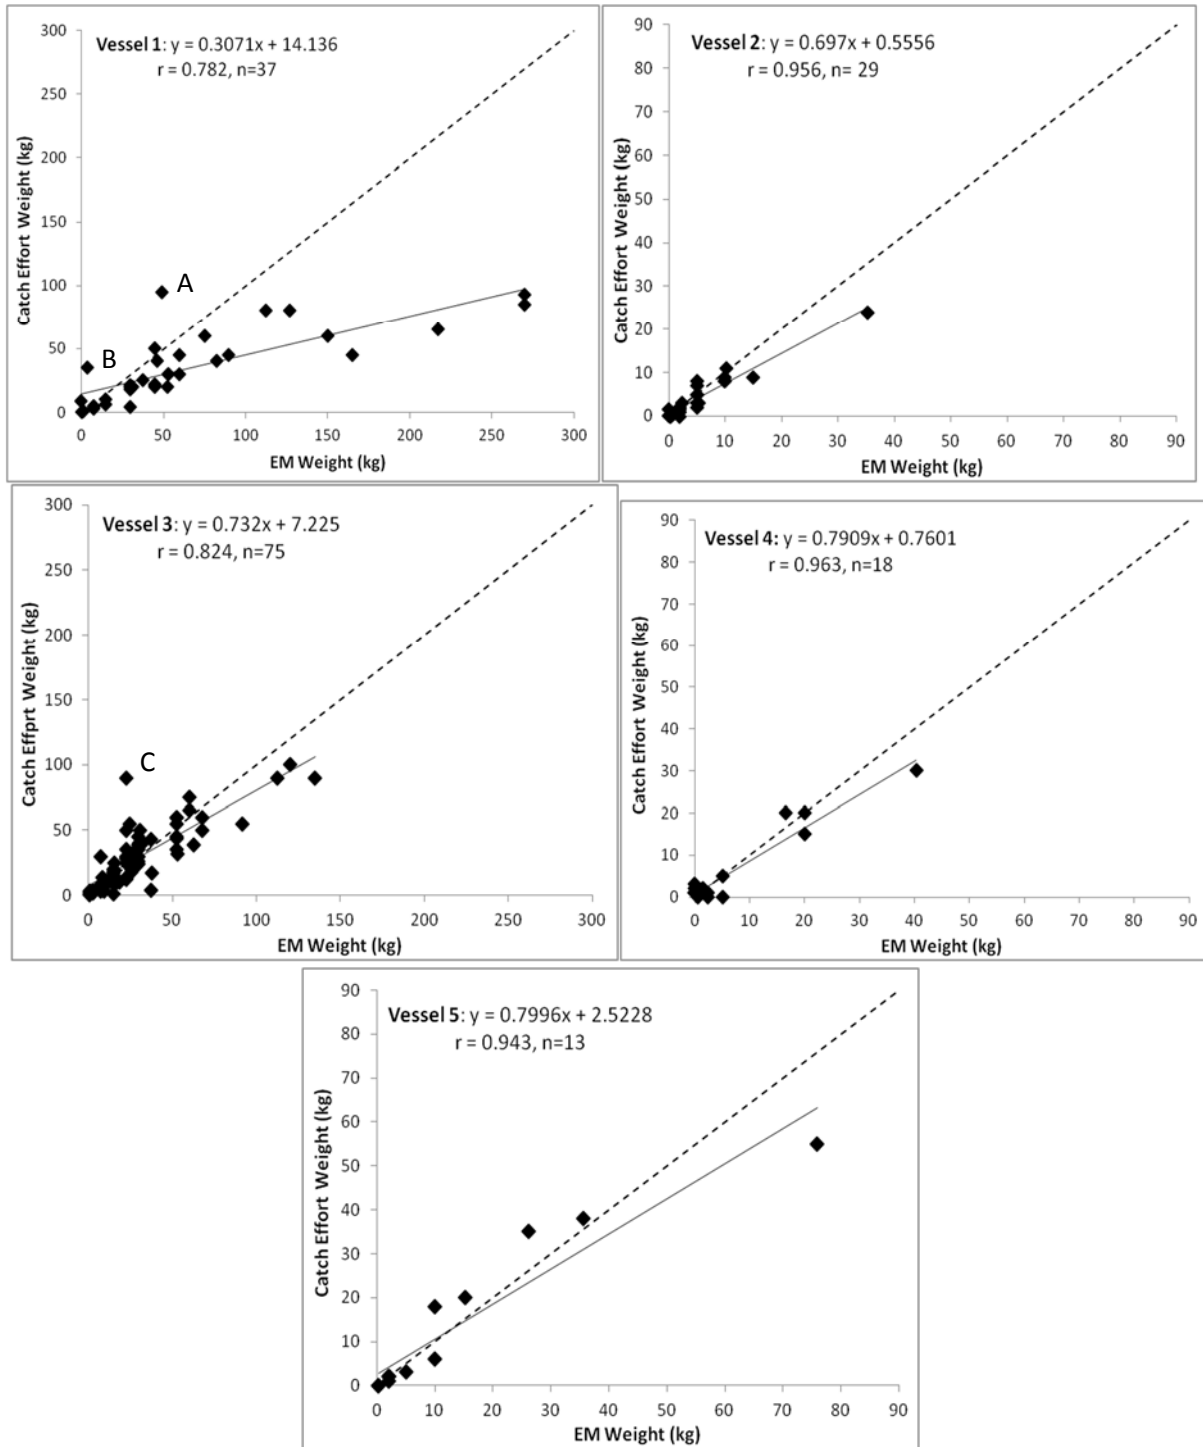 Vessel 1: y = 0.3071x + 14.136
r = 0.782, n=37
300
250
200
150
100
50
0
A
B
0 50 100 150 200 250 300
Catch Effort Weight (kg)
EM Weight (kg)
Vessel 2: y = 0.697x + 0.5556
r = 0.956, n= 29
90
80
70
60
50
40
30
20
10
0
0 10 20 30 40 50 60 70 80 90
Catch Effort Weight (kg)
EM Weight (kg)
Vessel 3: y = 0.732x + 7.225
r = 0.824, n=75
300
250
200
150
100
50
0
C
0 50 100 150 200 250 300
Catch Effprt Weight (kg)
EM Weight (kg)
Vessel 4: y = 0.7909x + 0.7601
r = 0.963, n=18
90
80
70
60
50
40
30
20
10
0
0 10 20 30 40 50 60 70 80 90
Catch Effort Weight (kg)
EM Weight (kg)
Vessel 5: y = 0.7996x + 2.5228
r = 0.943, n=13
90
80
70
60
50
40
30
20
10
0
0 10 20 30 40 50 60 70 80 90
Catch Effort Weight (kg)
EM Weight (kg)